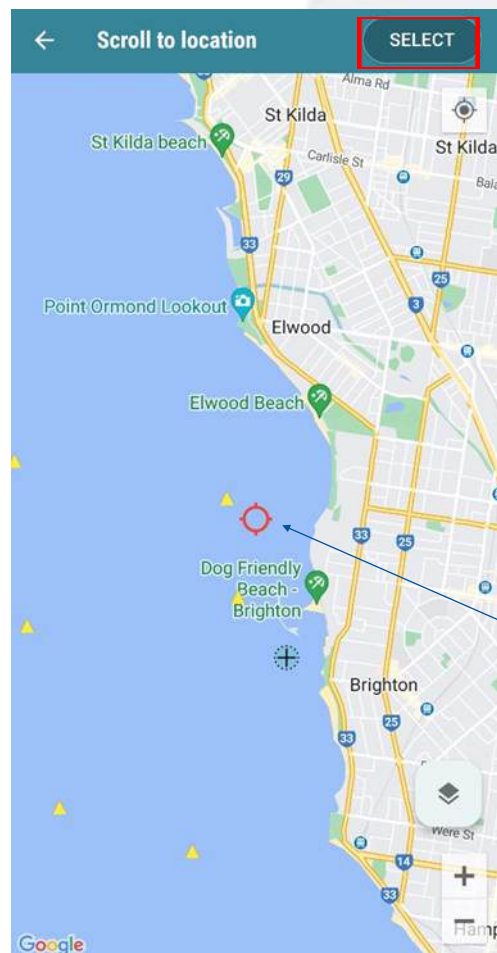 Scroll to location
SELECT
Alma Rd
St Kilda
St Kilda beach
Carlisle St
St Kilda
Bala
29
33
25
Point Ormond Lookout
3
Elwood
Elwood Beach
33
25
Dog Friendly
Beach -
Brighton
Brighton
25
33
Were St
14
33
Hamp
Google